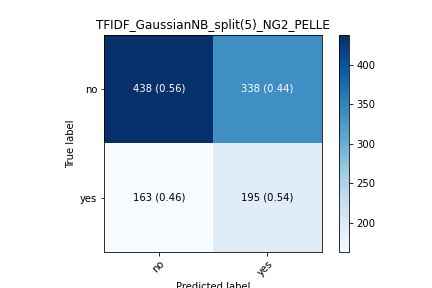 TFIDF_GaussianNB_split(5)_NG2_PELLE
True label
no
438 (0.56)
338 (0.44)
yes
163 (0.46)
195 (0.54)
no
yes
Predicted label
400
350
300
250
200